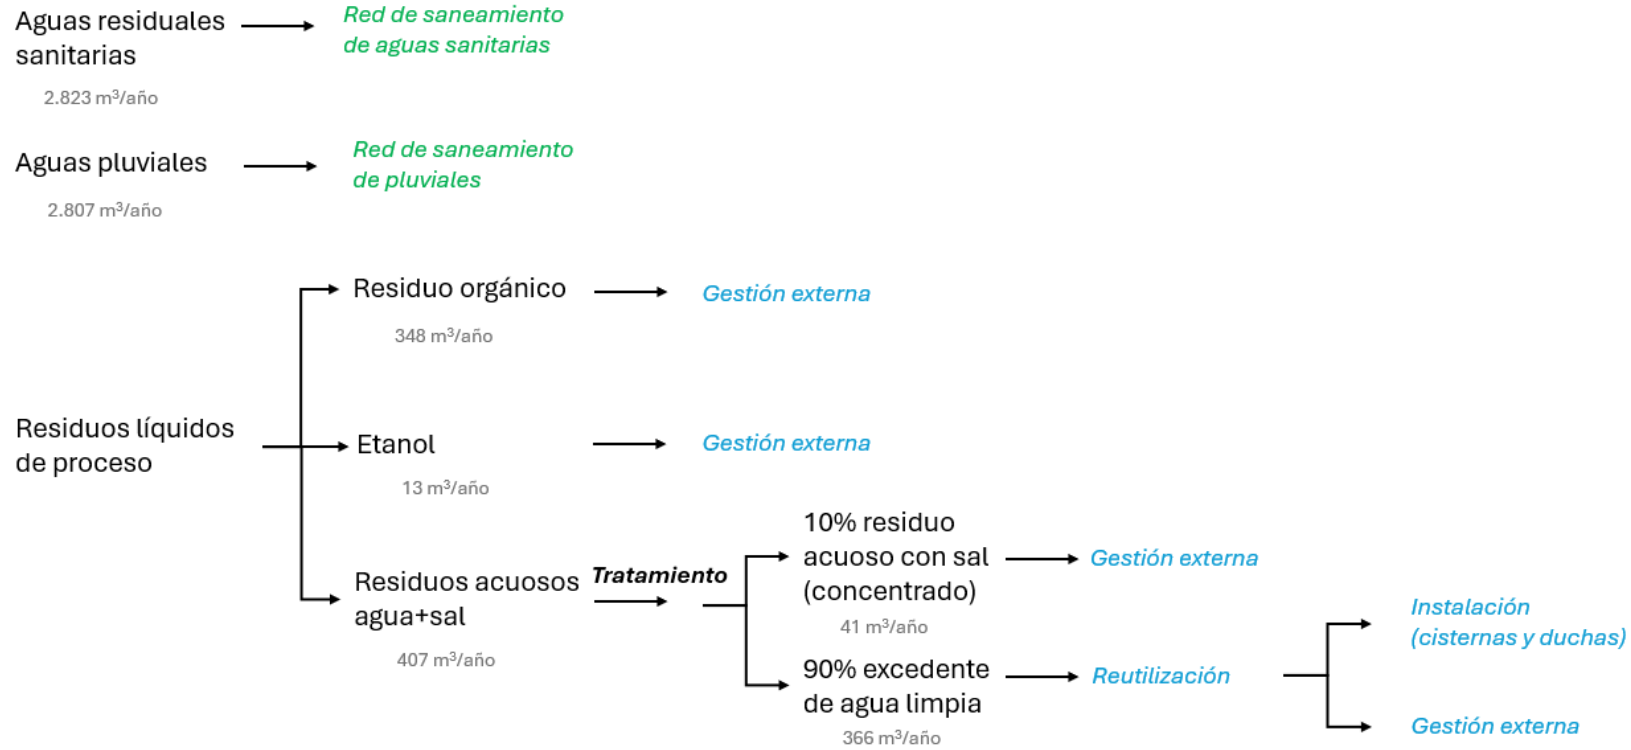 Aguas residuales
sanitarias
2.823 m³/año
Red de saneamiento
de aguas sanitarias
Aguas pluviales
2.807 m³/año
Red de saneamiento
de pluviales
Residuos líquidos
de proceso
Residuo orgánico
348 m³/año
Gestión externa
Etanol
13 m³/año
Gestión externa
Residuos acuosos
agua+sal
407 m³/año
Tratamiento
10% residuo
acuoso con sal
(concentrado)
41 m³/año
Gestión externa
90% excedente
de agua limpia
366 m³/año
Reutilización
Instalación
(cisternas y duchas)
Gestión externa